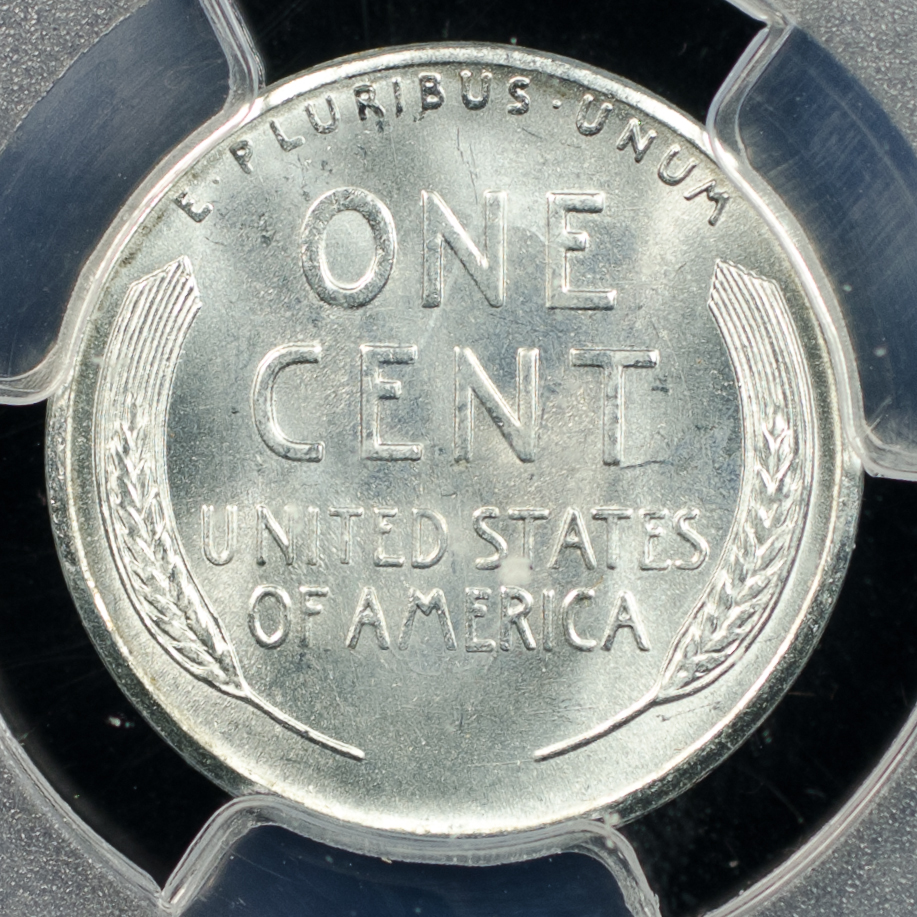 E · PLURIBUS · UNUM
ONE
CENT
UNITED STATES
OF AMERICA